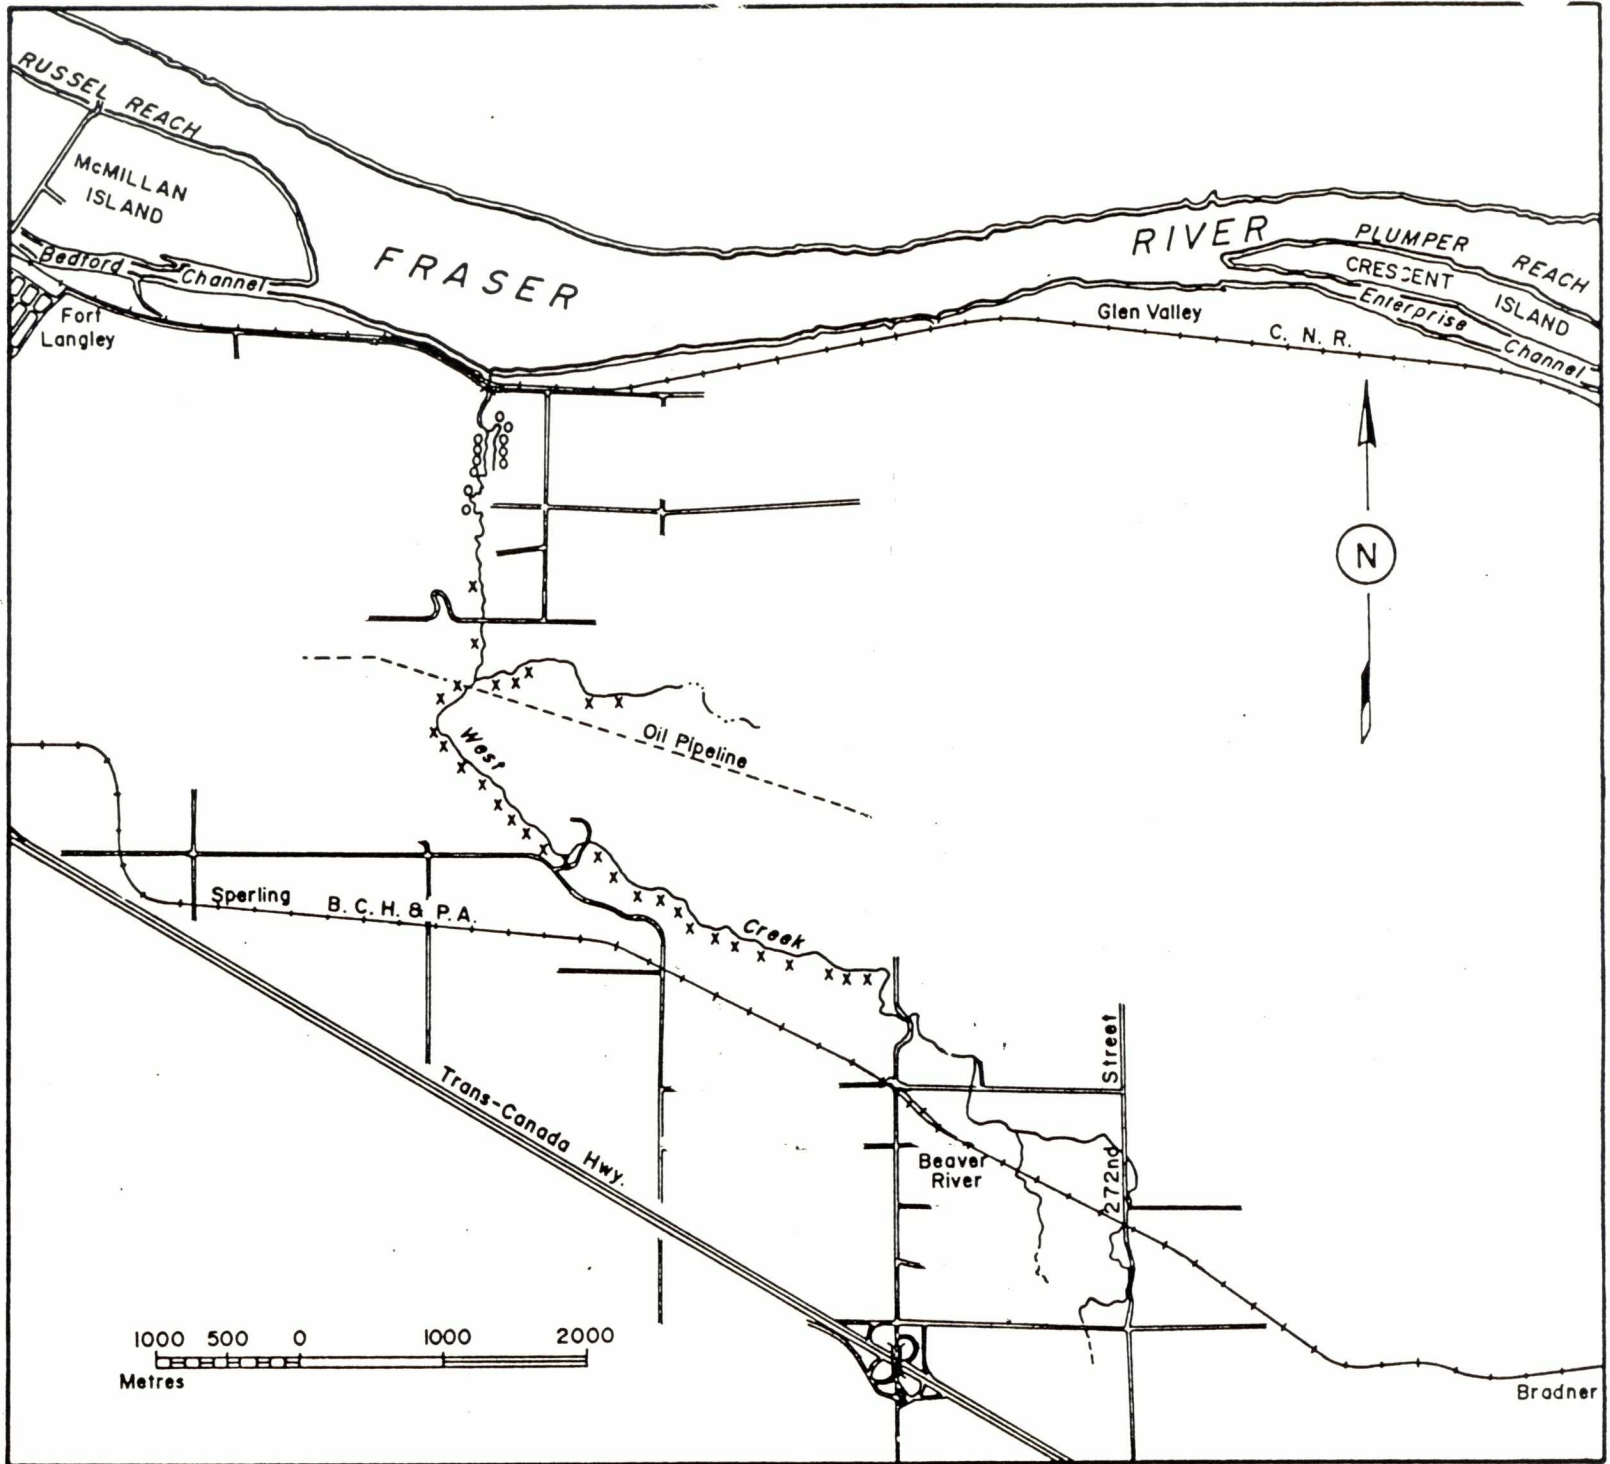 RUSSEL REACH
McMILLAN
ISLAND
Bedford Channel
Fort
Langley
FRASER
RIVER
PLUMPER REACH
CRESCENT
ISLAND
Enterprise
Channel
Glen Valley
C. N. R.
N
West
Oil Pipeline
Sperling
B. C. H. & P. A.
Creek
Street
272nd
Trans-Canada Hwy.
Beaver
River
1000 500 0 1000 2000
Metres
Bradner